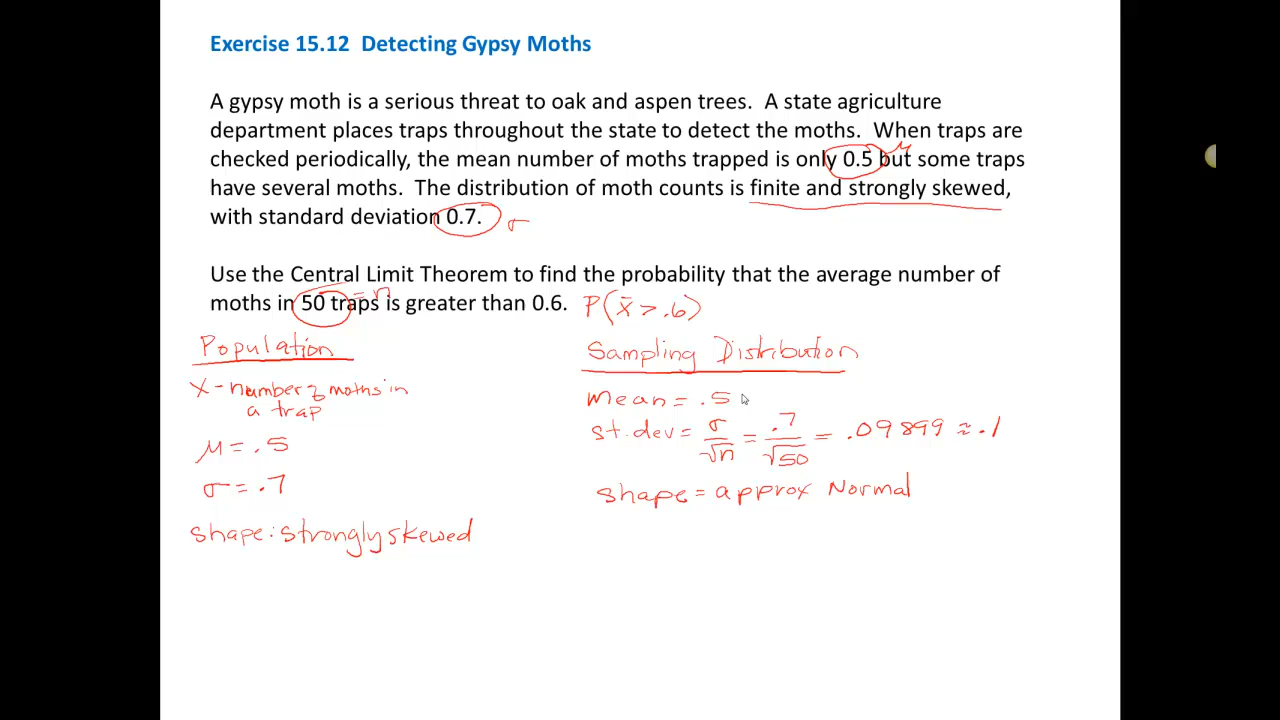 Exercise 15.12 Detecting Gypsy Moths
A gypsy moth is a serious threat to oak and aspen trees. A state agriculture
department places traps throughout the state to detect the moths. When traps are
checked periodically, the mean number of moths trapped is only 0.5 but some traps
μ
have several moths. The distribution of moth counts is finite and strongly skewed,
with standard deviation 0.7.
σ
Use the Central Limit Theorem to find the probability that the average number of
moths in 50 traps is greater than 0.6.
= n
P(x̄ > .6)
Population
X - number of moths in
a trap
μ = .5
σ = .7
shape: strongly skewed
Sampling Distribution
mean = .5
st. dev = σ/√n = .7/√50 = .09899 ≈ .1
shape = approx Normal